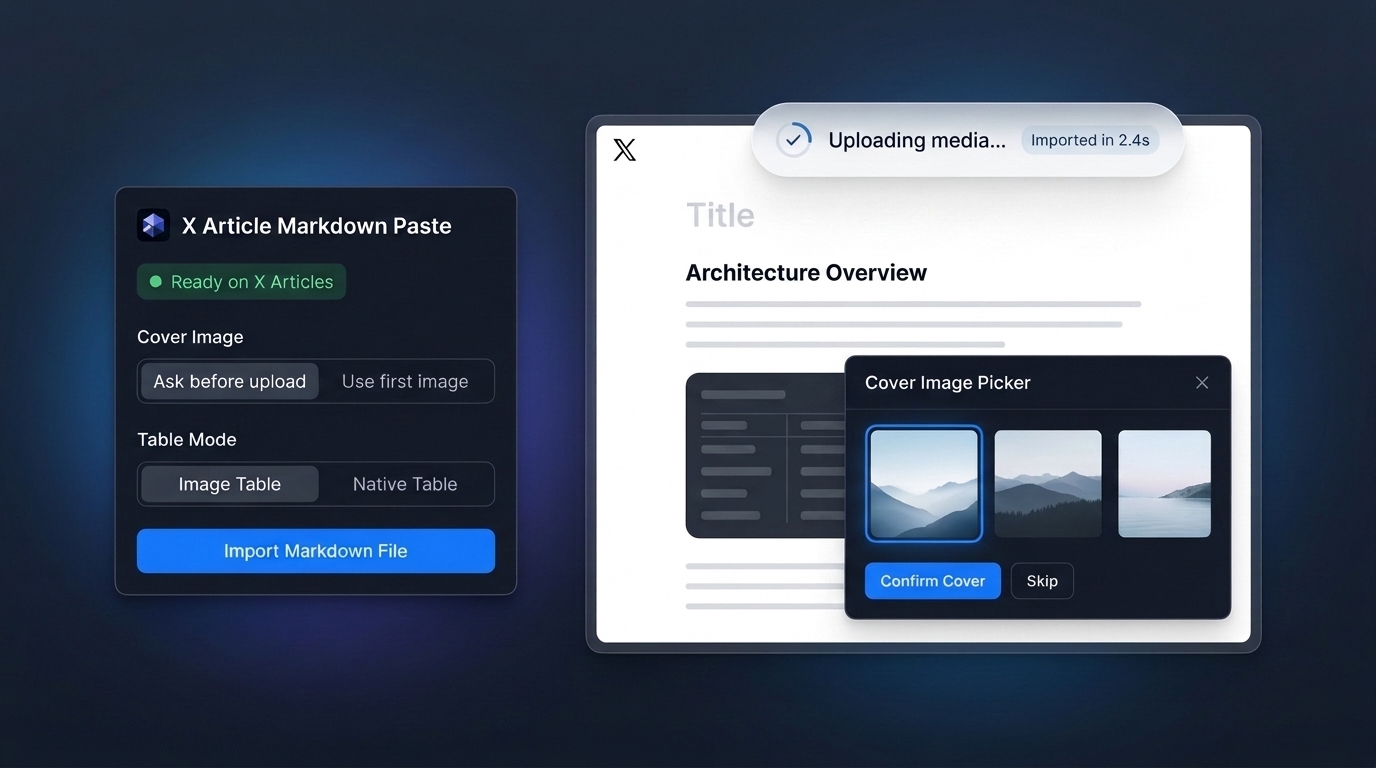 X Article Markdown Paste
Ready on X Articles
Cover Image
Ask before upload
Use first image
Table Mode
Image Table
Native Table
Import Markdown File
Uploading media...
Imported in 2.4s
Title
Architecture Overview
Cover Image Picker
Confirm Cover
Skip